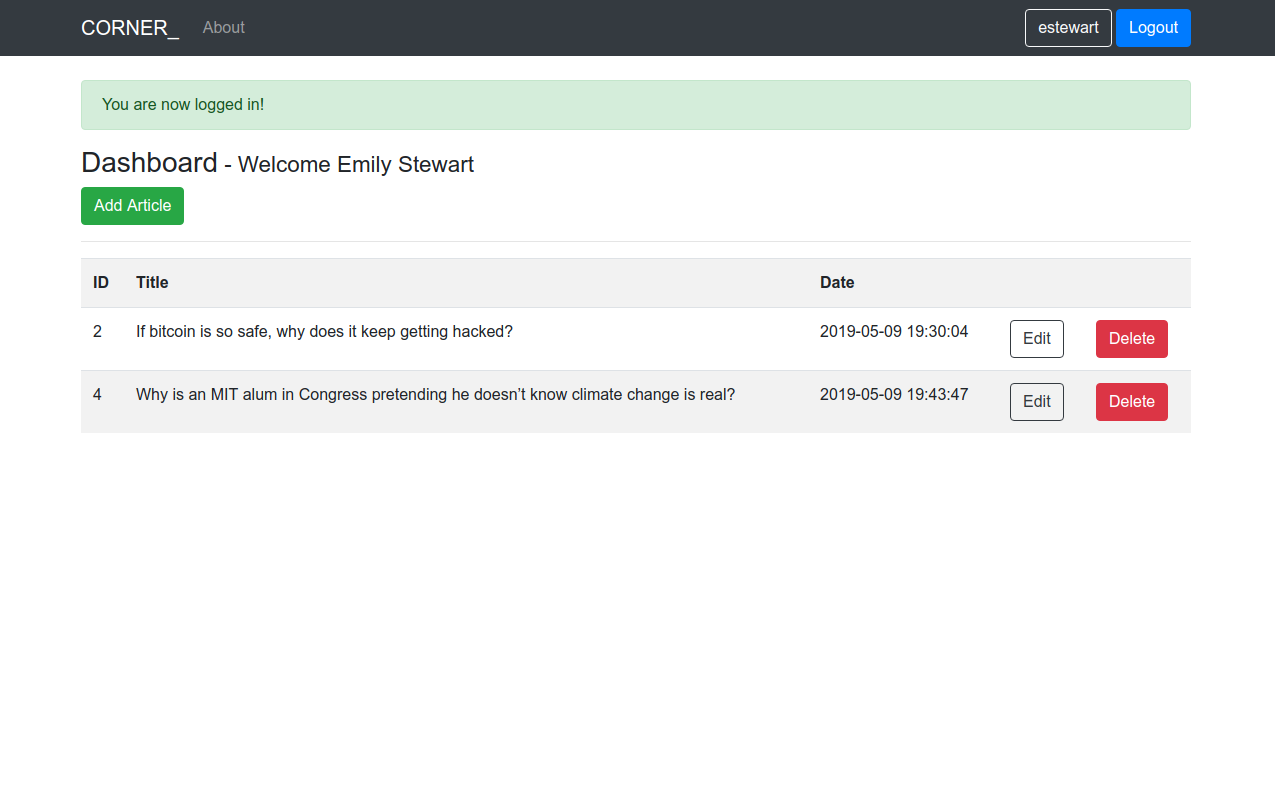 CORNER_ About estewart Logout
You are now logged in!
Dashboard - Welcome Emily Stewart
Add Article
ID Title Date
2 If bitcoin is so safe, why does it keep getting hacked? 2019-05-09 19:30:04 Edit Delete
4 Why is an MIT alum in Congress pretending he doesn't know climate change is real? 2019-05-09 19:43:47 Edit Delete